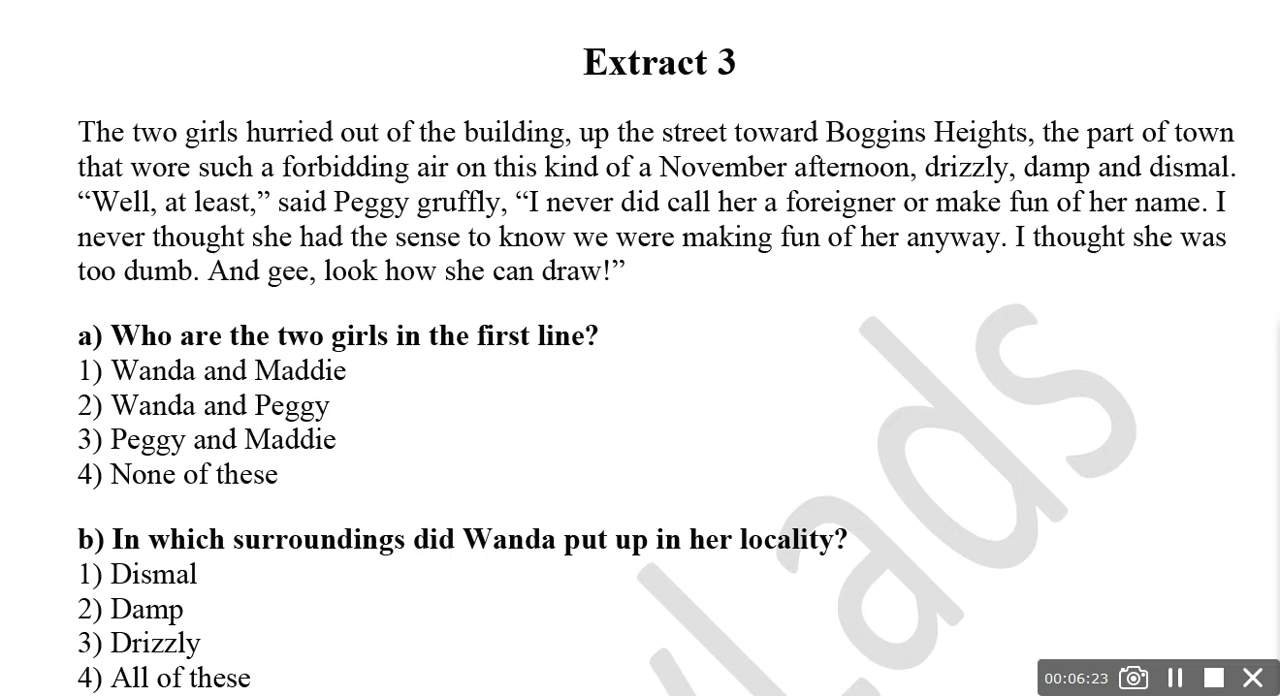 Extract 3
The two girls hurried out of the building, up the street toward Boggins Heights, the part of town
that wore such a forbidding air on this kind of a November afternoon, drizzly, damp and dismal.
“Well, at least,” said Peggy gruffly, “I never did call her a foreigner or make fun of her name. I
never thought she had the sense to know we were making fun of her anyway. I thought she was
too dumb. And gee, look how she can draw!”
a) Who are the two girls in the first line?
1) Wanda and Maddie
2) Wanda and Peggy
3) Peggy and Maddie
4) None of these
b) In which surroundings did Wanda put up in her locality?
1) Dismal
2) Damp
3) Drizzly
4) All of these
00:06:23